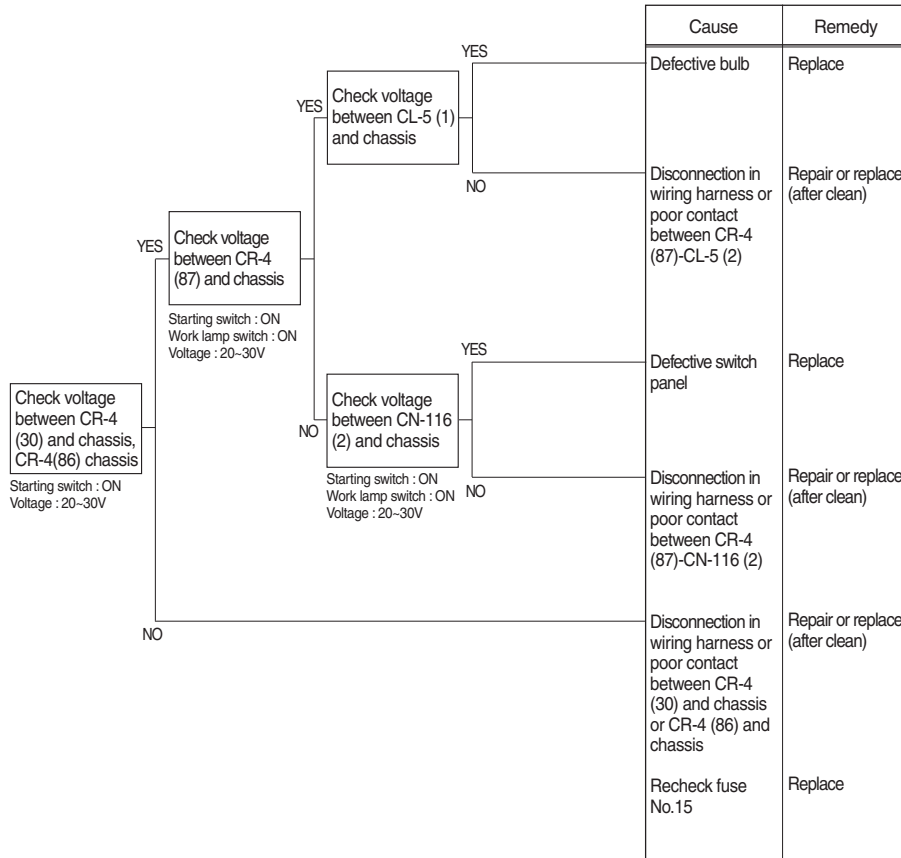 Cause
Remedy
YES
Defective bulb
Replace
YES
Check voltage
between CL-5 (1)
and chassis
NO
Disconnection in
wiring harness or
poor contact
between CR-4
(87)-CL-5 (2)
Repair or replace
(after clean)
YES
Check voltage
between CR-4
(87) and chassis
Starting switch : ON
Work lamp switch : ON
Voltage : 20~30V
YES
Defective switch
panel
Replace
NO
Check voltage
between CN-116
(2) and chassis
Starting switch : ON
Work lamp switch : ON
Voltage : 20~30V
NO
Disconnection in
wiring harness or
poor contact
between CR-4
(87)-CN-116 (2)
Repair or replace
(after clean)
Check voltage
between CR-4
(30) and chassis,
CR-4(86) chassis
Starting switch : ON
Voltage : 20~30V
NO
Disconnection in
wiring harness or
poor contact
between CR-4
(30) and chassis
or CR-4 (86) and
chassis
Repair or replace
(after clean)
Recheck fuse
No.15
Replace